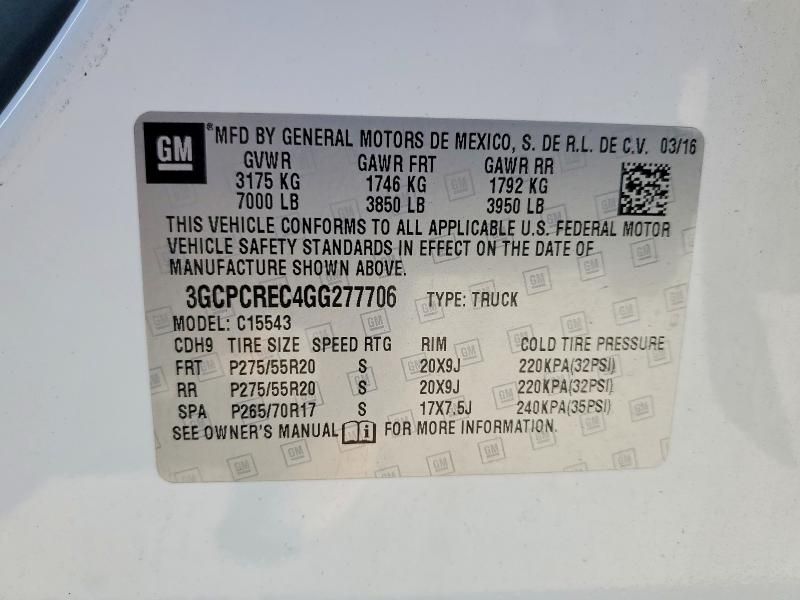 GM ® MFD BY GENERAL MOTORS DE MEXICO, S. DE R.L. DE C.V. 03/16
GVWR GAWR FRT GAWR RR
3175 KG 1746 KG 1792 KG
7000 LB 3850 LB 3950 LB
THIS VEHICLE CONFORMS TO ALL APPLICABLE U.S. FEDERAL MOTOR
VEHICLE SAFETY STANDARDS IN EFFECT ON THE DATE OF
MANUFACTURE SHOWN ABOVE.
3GCPCREC4GG277706 TYPE: TRUCK
MODEL: C15543
CDH9 TIRE SIZE SPEED RTG RIM COLD TIRE PRESSURE
FRT P275/55R20 S 20X9J 220KPA(32PSI)
RR P275/55R20 S 20X9J 220KPA(32PSI)
SPA P265/70R17 S 17X7.5J 240KPA(35PSI)
SEE OWNER'S MANUAL i FOR MORE INFORMATION.